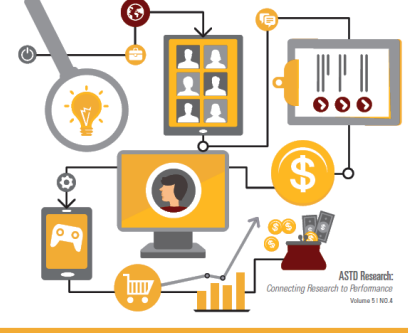 $
$
$
ASTD Research:
Connecting Research to Performance
Volume 5 I NO.4